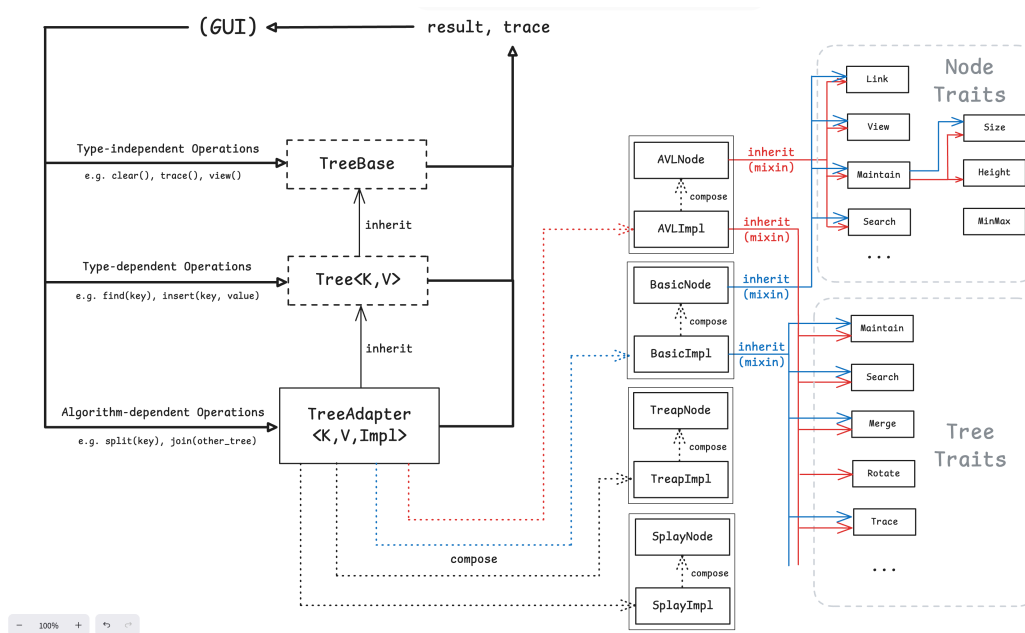 (GUI)
result, trace
Type-independent Operations
e.g. clear(), trace(), view()
TreeBase
inherit
Type-dependent Operations
e.g. find(key), insert(key, value)
Tree<K,V>
inherit
Algorithm-dependent Operations
e.g. split(key), join(other_tree)
TreeAdapter
<K,V,Impl>
compose
AVLNode
compose
AVLImpl
inherit
(mixin)
inherit
(mixin)
BasicNode
compose
BasicImpl
inherit
(mixin)
inherit
(mixin)
TreapNode
compose
TreapImpl
SplayNode
compose
SplayImpl
Node
Traits
Link
View
Maintain
Search
...
Size
Height
MinMax
Tree
Traits
Maintain
Search
Merge
Rotate
Trace
...
− 100% +